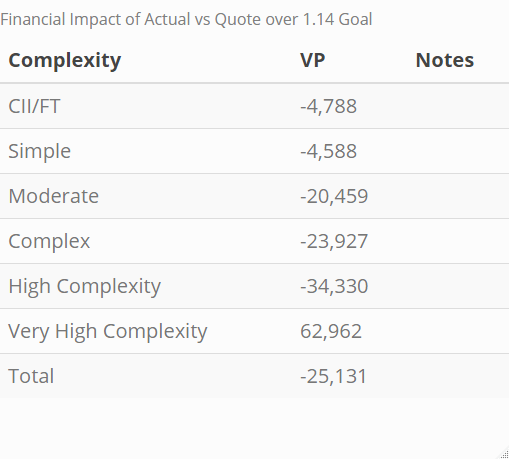 Financial Impact of Actual vs Quote over 1.14 Goal
Complexity VP Notes
CII/FT -4,788
Simple -4,588
Moderate -20,459
Complex -23,927
High Complexity -34,330
Very High Complexity 62,962
Total -25,131